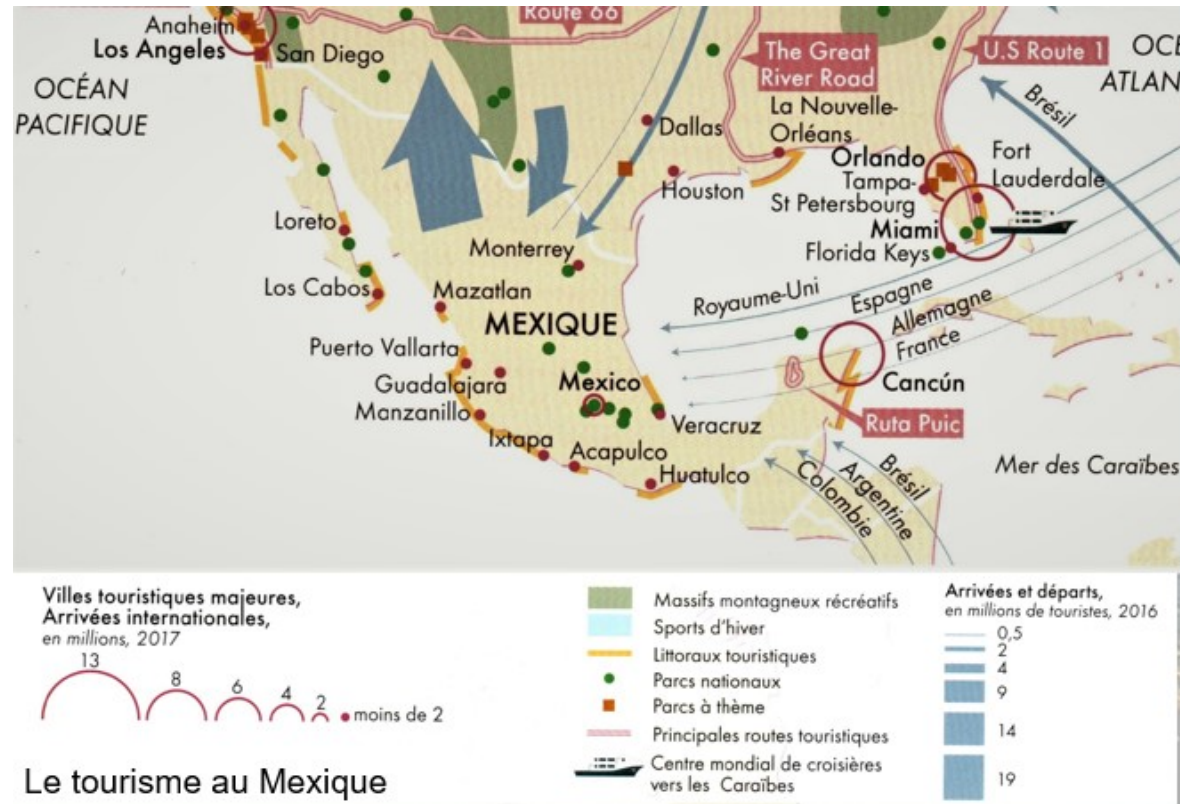 Route 66
Anaheim
Los Angeles
San Diego
OCÉAN
PACIFIQUE
The Great
River Road
U.S Route 1
OCÉ
ATLAN
Brésil
La Nouvelle-
Orléans
Dallas
Houston
Orlando
Tampa-
St Petersbourg
Fort
Lauderdale
Miami
Florida Keys
Loreto
Monterrey
Los Cabos
Mazatlan
MEXIQUE
Royaume-Uni
Espagne
Allemagne
France
Puerto Vallarta
Guadalajara
Manzanillo
Mexico
Cancún
Veracruz
Ruta Puic
Ixtapa
Acapulco
Huatulco
Colombie
Argentine
Brésil
Mer des Caraïbes
Villes touristiques majeures,
Arrivées internationales,
en millions, 2017
13
8
6
4
2
moins de 2
Massifs montagneux récréatifs
Sports d'hiver
Littoraux touristiques
Parcs nationaux
Parcs à thème
Principales routes touristiques
Centre mondial de croisières
vers les Caraïbes
Arrivées et départs,
en millions de touristes, 2016
0,5
2
4
9
14
19
Le tourisme au Mexique